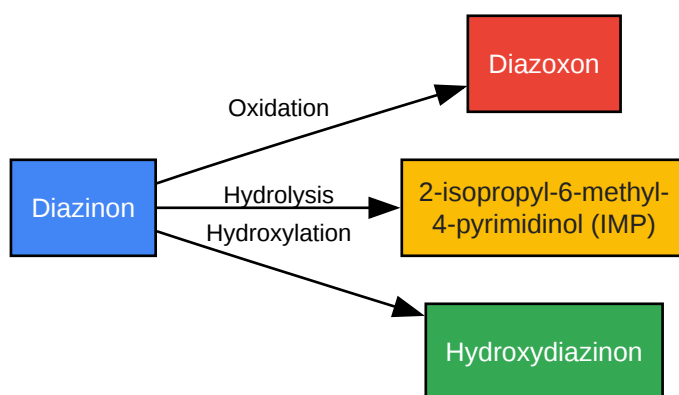 Diazoxon
Oxidation
Diazinon
Hydrolysis
2-isopropyl-6-methyl-
4-pyrimidinol (IMP)
Hydroxylation
Hydroxydiazinon